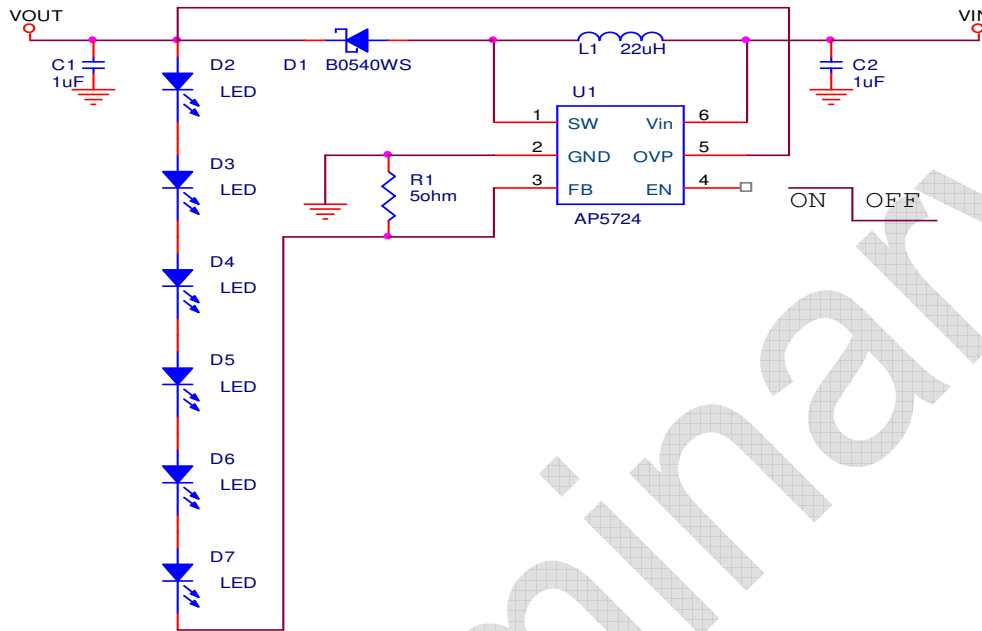 VOUT
VIN
C1
1uF
D2
LED
D1
B0540WS
L1
22uH
C2
1uF
U1
1
SW
Vin
6
2
GND
OVP
5
3
FB
EN
4
AP5724
R1
5ohm
ON
OFF
D3
LED
D4
LED
D5
LED
D6
LED
D7
LED
minary